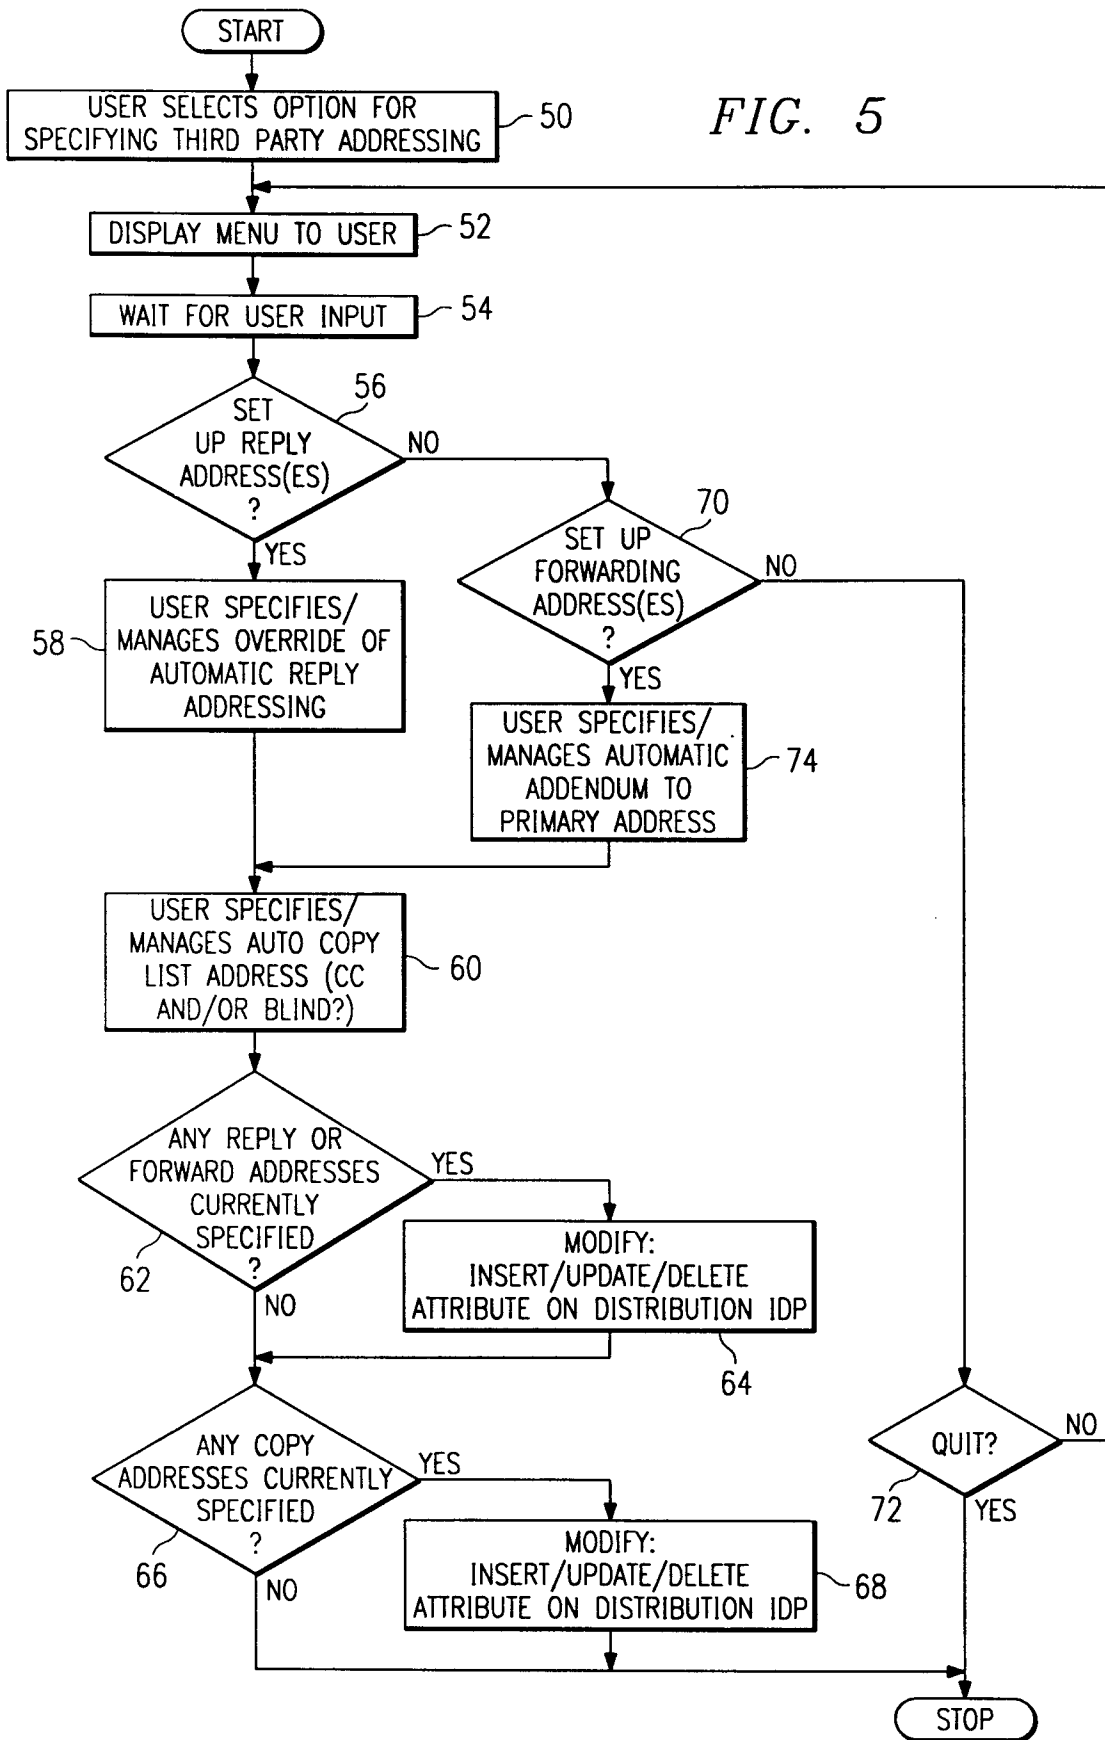 START
USER SELECTS OPTION FOR
SPECIFYING THIRD PARTY ADDRESSING
50
FIG. 5
DISPLAY MENU TO USER
52
WAIT FOR USER INPUT
54
56
SET
UP REPLY
ADDRESS(ES)
?
NO
YES
70
SET UP
FORWARDING
ADDRESS(ES)
?
NO
YES
58
USER SPECIFIES/
MANAGES OVERRIDE OF
AUTOMATIC REPLY
ADDRESSING
USER SPECIFIES/
MANAGES AUTOMATIC
ADDENDUM TO
PRIMARY ADDRESS
74
USER SPECIFIES/
MANAGES AUTO COPY
LIST ADDRESS (CC
AND/OR BLIND?)
60
ANY REPLY OR
FORWARD ADDRESSES
CURRENTLY
SPECIFIED
?
YES
62
NO
MODIFY:
INSERT/UPDATE/DELETE
ATTRIBUTE ON DISTRIBUTION IDP
64
ANY COPY
ADDRESSES CURRENTLY
SPECIFIED
?
YES
66
NO
QUIT?
NO
72
YES
MODIFY:
INSERT/UPDATE/DELETE
ATTRIBUTE ON DISTRIBUTION IDP
68
STOP